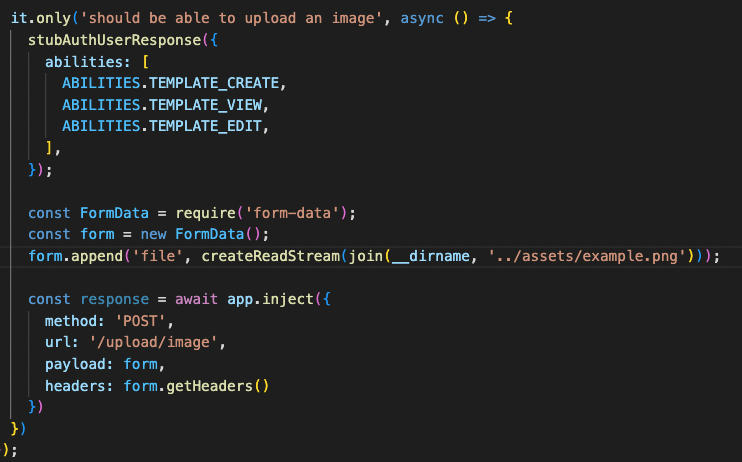 it.only('should be able to upload an image', async () => {
stubAuthUserResponse({
abilities: [
ABILITIES.TEMPLATE_CREATE,
ABILITIES.TEMPLATE_VIEW,
ABILITIES.TEMPLATE_EDIT,
],
});
const FormData = require('form-data');
const form = new FormData();
form.append('file', createReadStream(join(__dirname, '../assets/example.png')));
const response = await app.inject({
method: 'POST',
url: '/upload/image',
payload: form,
headers: form.getHeaders()
})
})
);